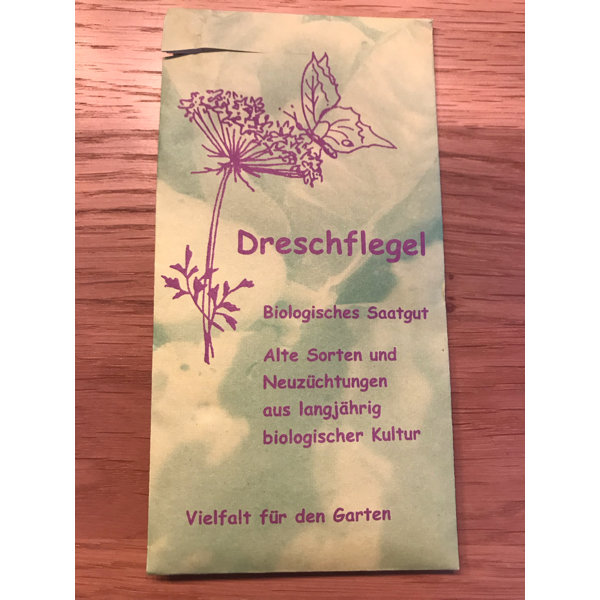 Dreschflegel
Biologisches Saatgut
Alte Sorten und
Neuzüchtungen
aus langjährig
biologischer Kultur
Vielfalt für den Garten